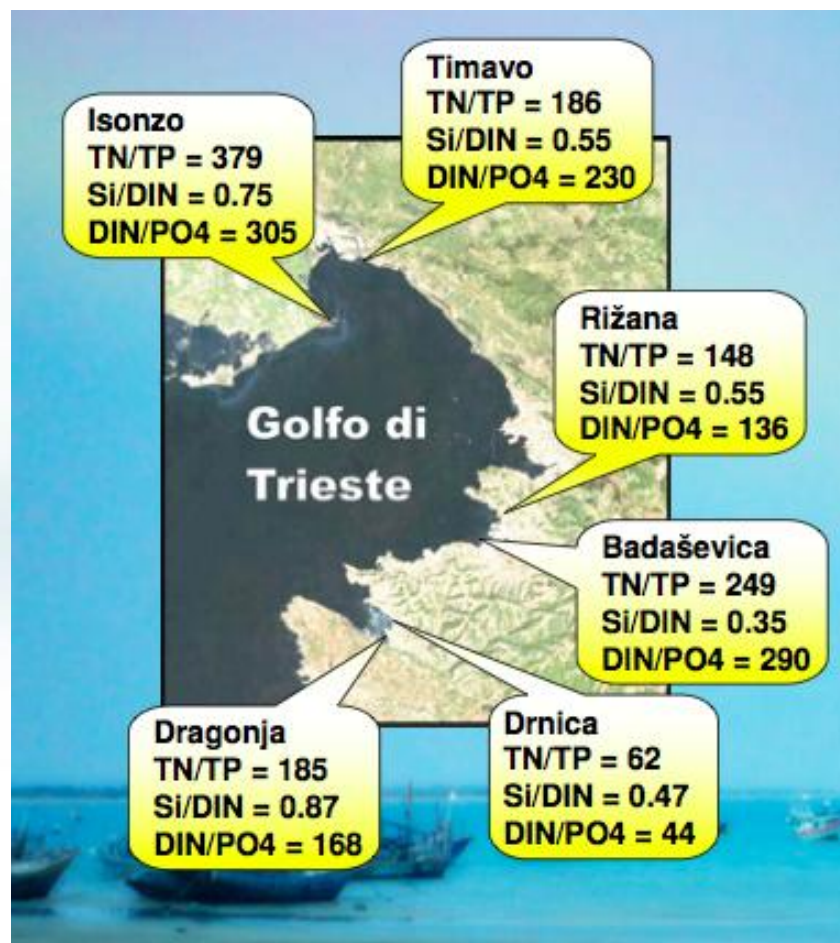 Timavo
TN/TP = 186
Si/DIN = 0.55
DIN/PO4 = 230
Isonzo
TN/TP = 379
Si/DIN = 0.75
DIN/PO4 = 305
Rižana
TN/TP = 148
Si/DIN = 0.55
DIN/PO4 = 136
Golfo di
Trieste
Badaševica
TN/TP = 249
Si/DIN = 0.35
DIN/PO4 = 290
Dragonja
TN/TP = 185
Si/DIN = 0.87
DIN/PO4 = 168
Drnica
TN/TP = 62
Si/DIN = 0.47
DIN/PO4 = 44